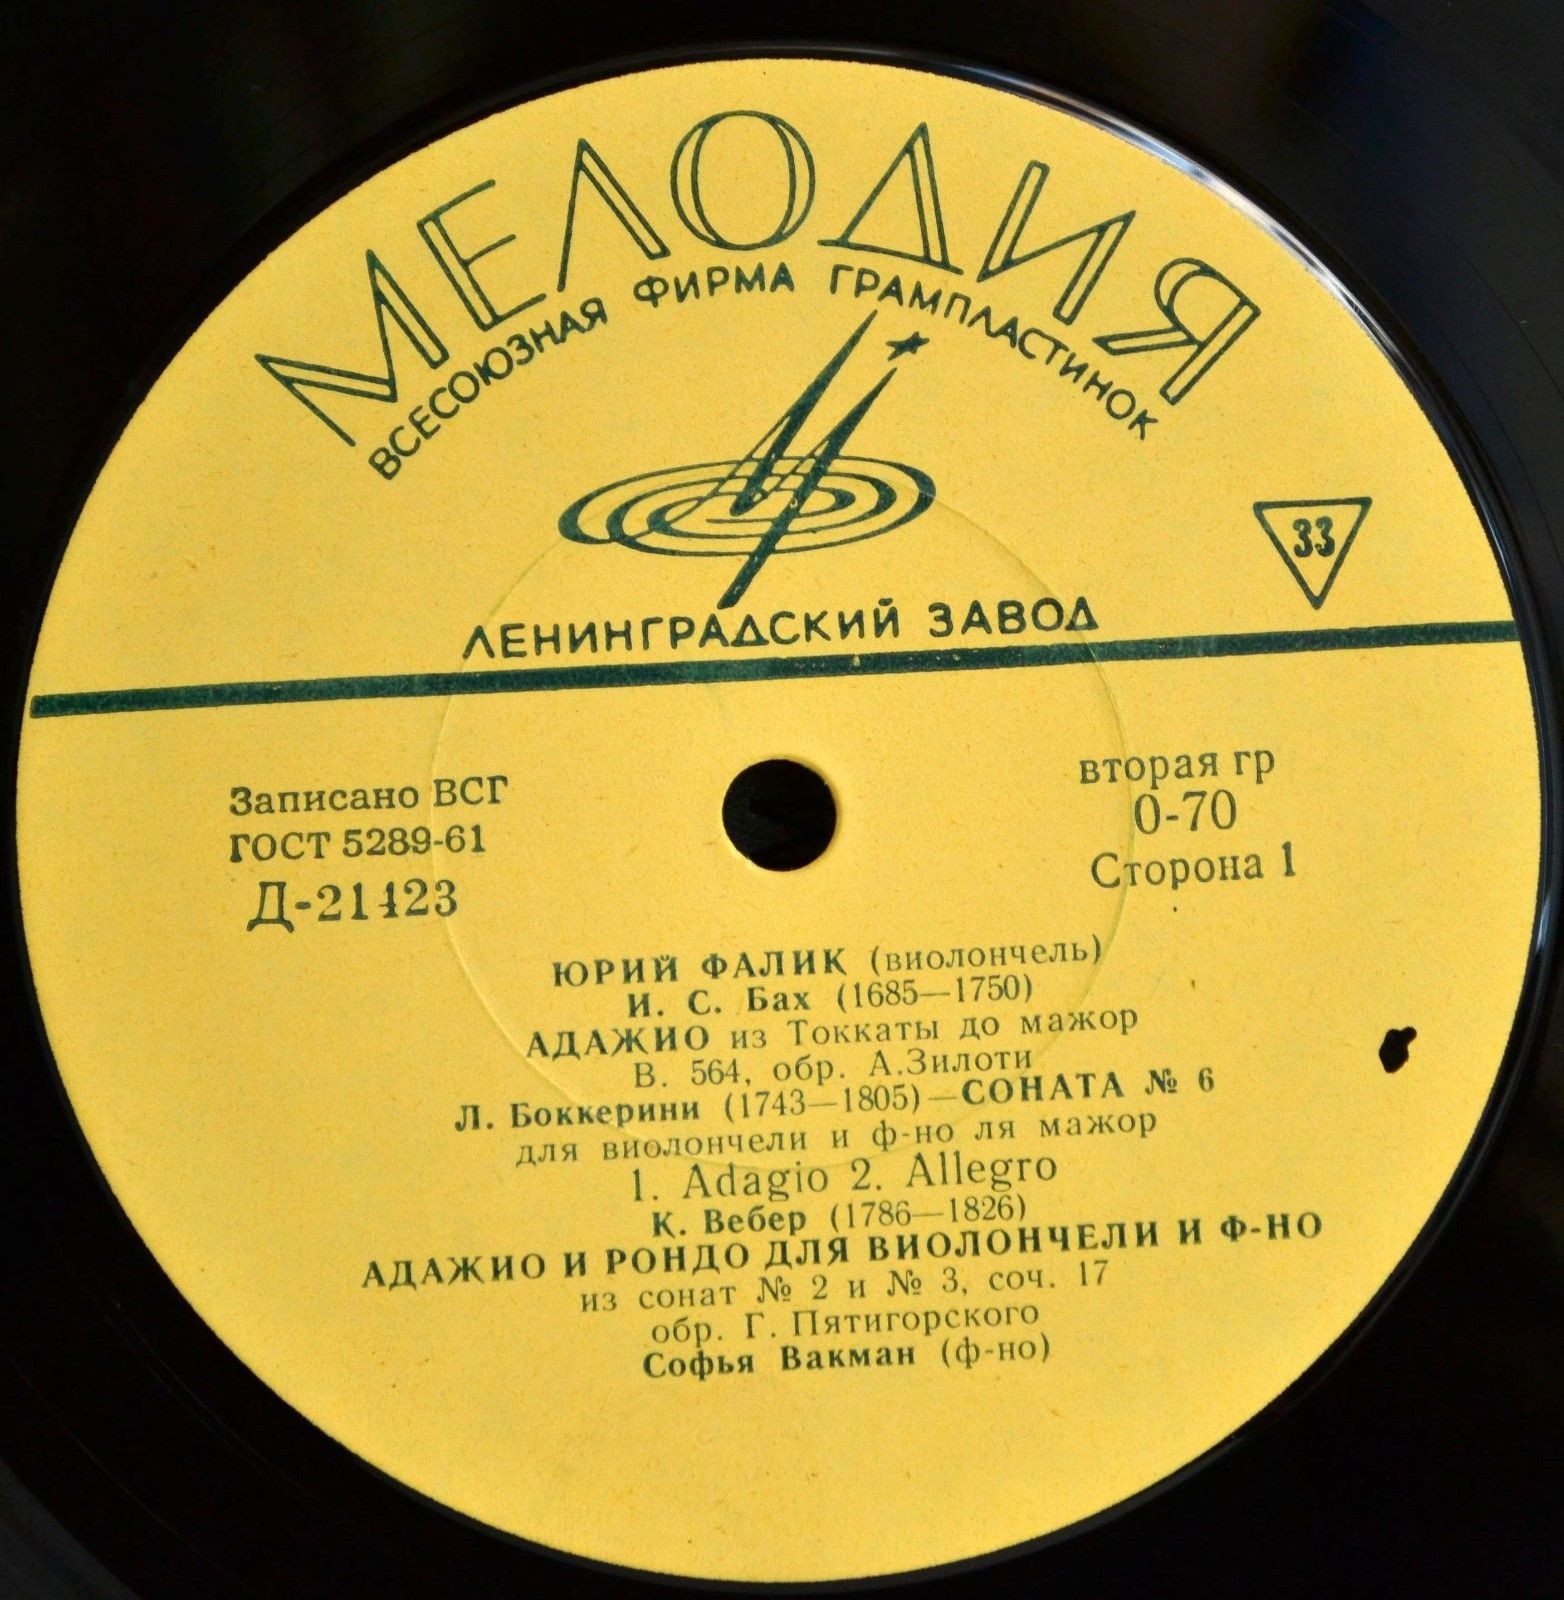 МЕЛОДИЯ
ВСЕСОЮЗНАЯ ФИРМА ГРАМПЛАСТИНОК
33
ЛЕНИНГРАДСКИЙ ЗАВОД
Записано ВСГ
ГОСТ 5289-61
Д-21423
вторая гр
0-70
Сторона 1
ЮРИЙ ФАЛИК (виолончель)
И. С. Бах (1685—1750)
АДАЖИО из Токкаты до мажор
В. 564, обр. А.Зилоти
Л. Боккерини (1743—1805)—СОНАТА № 6
для виолончели и ф-но ля мажор
1. Adagio 2. Allegro
К. Вебер (1786—1826)
АДАЖИО И РОНДО ДЛЯ ВИОЛОНЧЕЛИ И Ф-НО
из сонат № 2 и № 3, соч. 17
обр. Г. Пятигорского
Софья Вакман (ф-но)